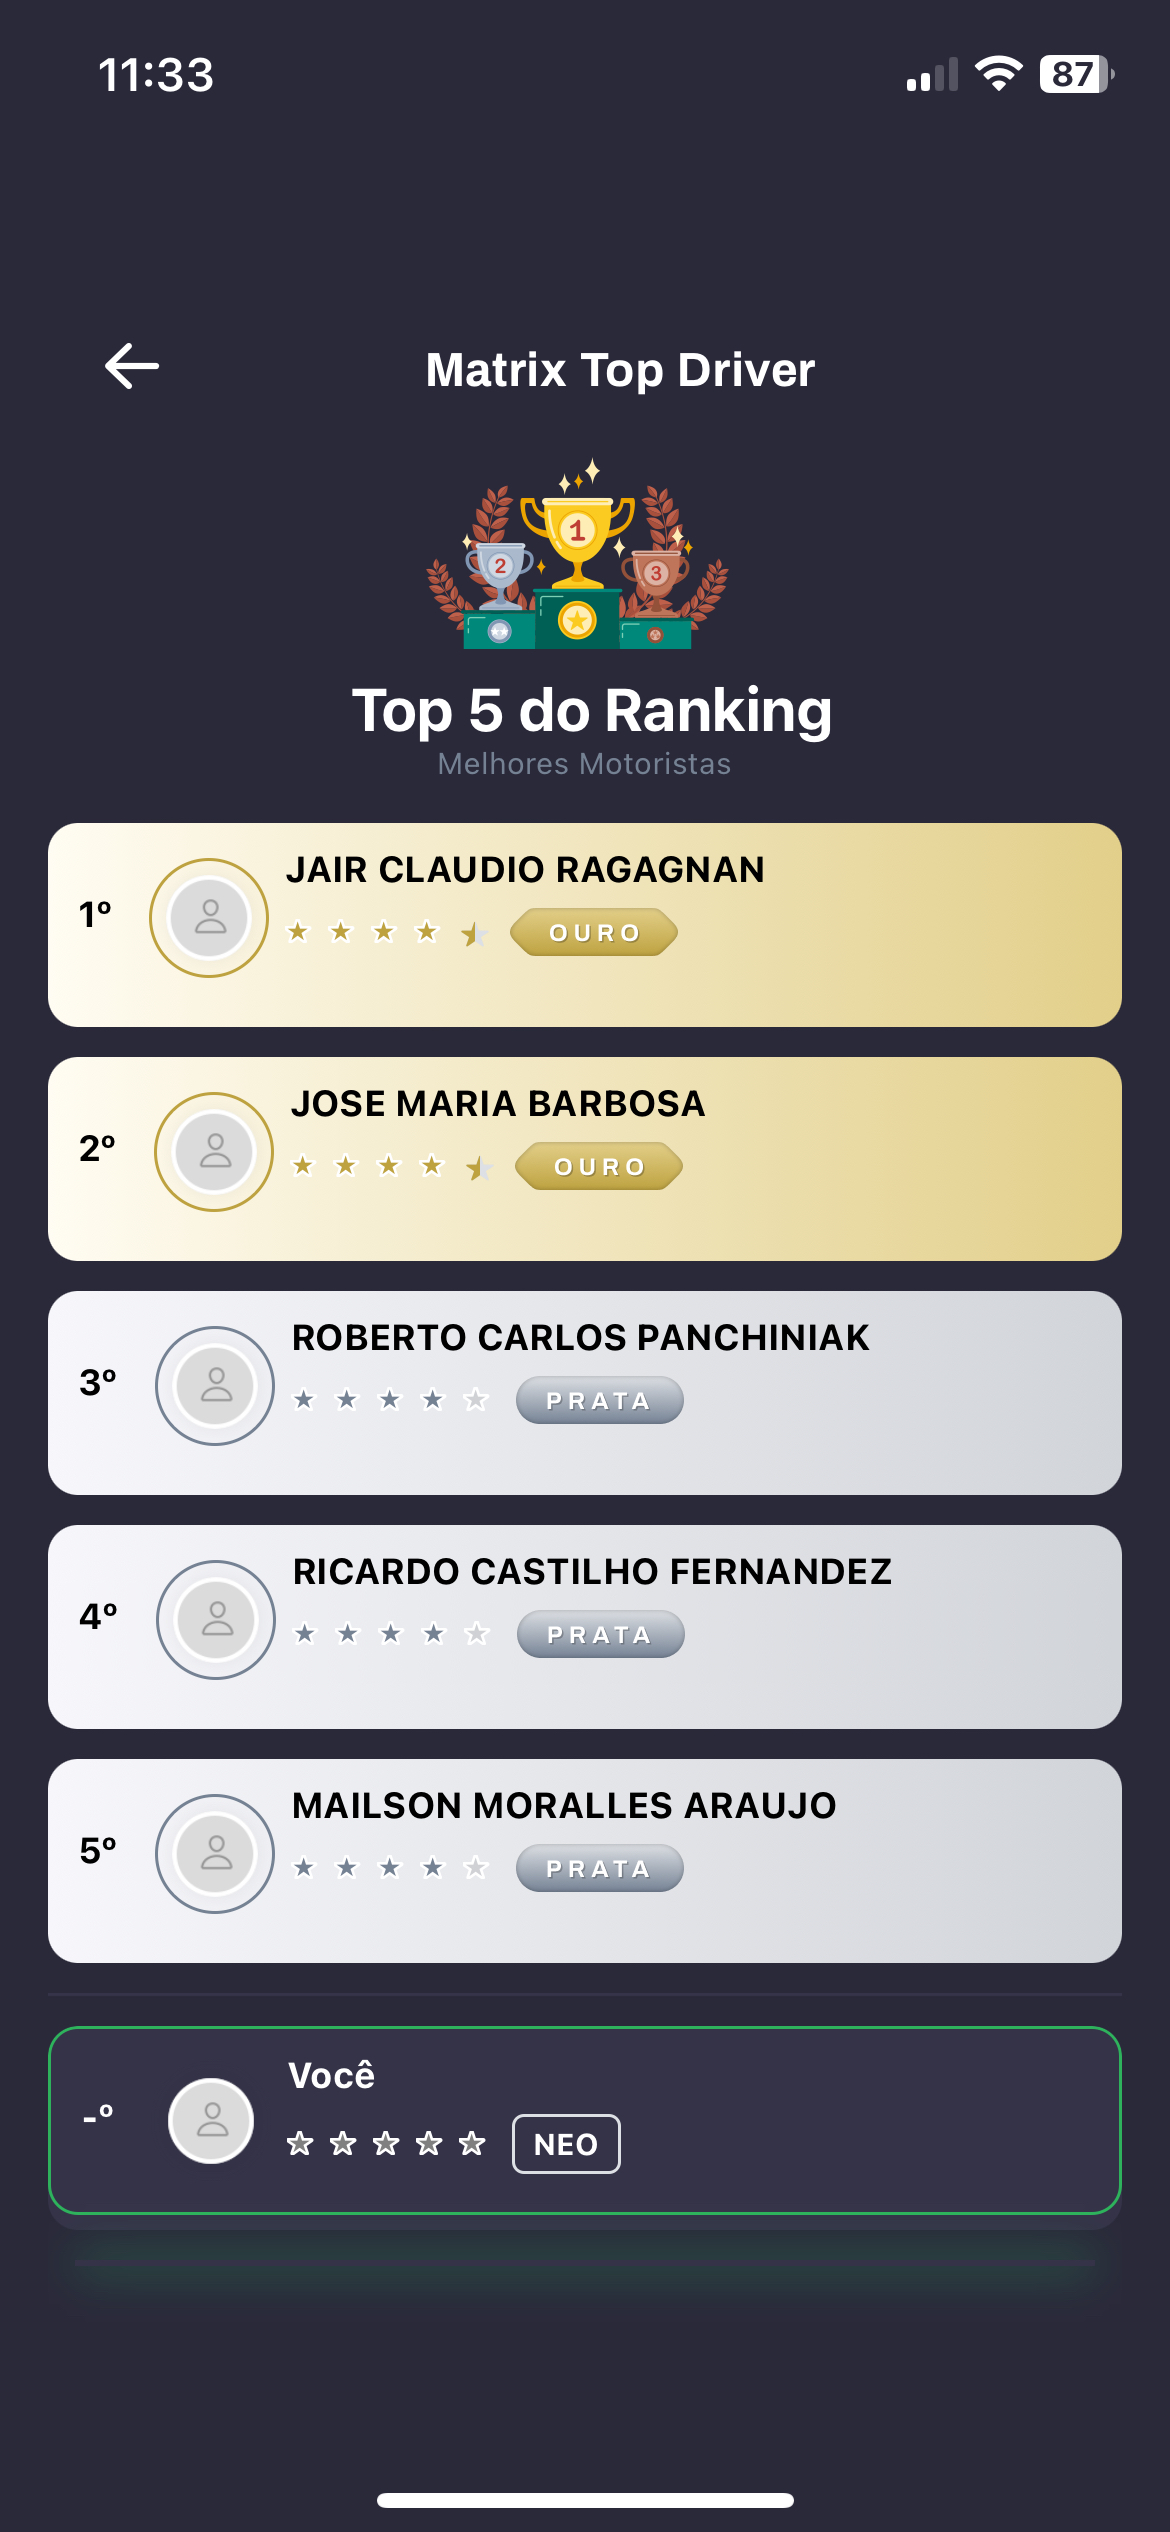 11:33
87
Matrix Top Driver
1
2
3
Top 5 do Ranking
Melhores Motoristas
JAIR CLAUDIO RAGAGNAN
1º
OURO
JOSE MARIA BARBOSA
2º
OURO
ROBERTO CARLOS PANCHINIAK
3º
PRATA
RICARDO CASTILHO FERNANDEZ
4º
PRATA
MAILSON MORALLES ARAUJO
5º
PRATA
Você
-º
NEO